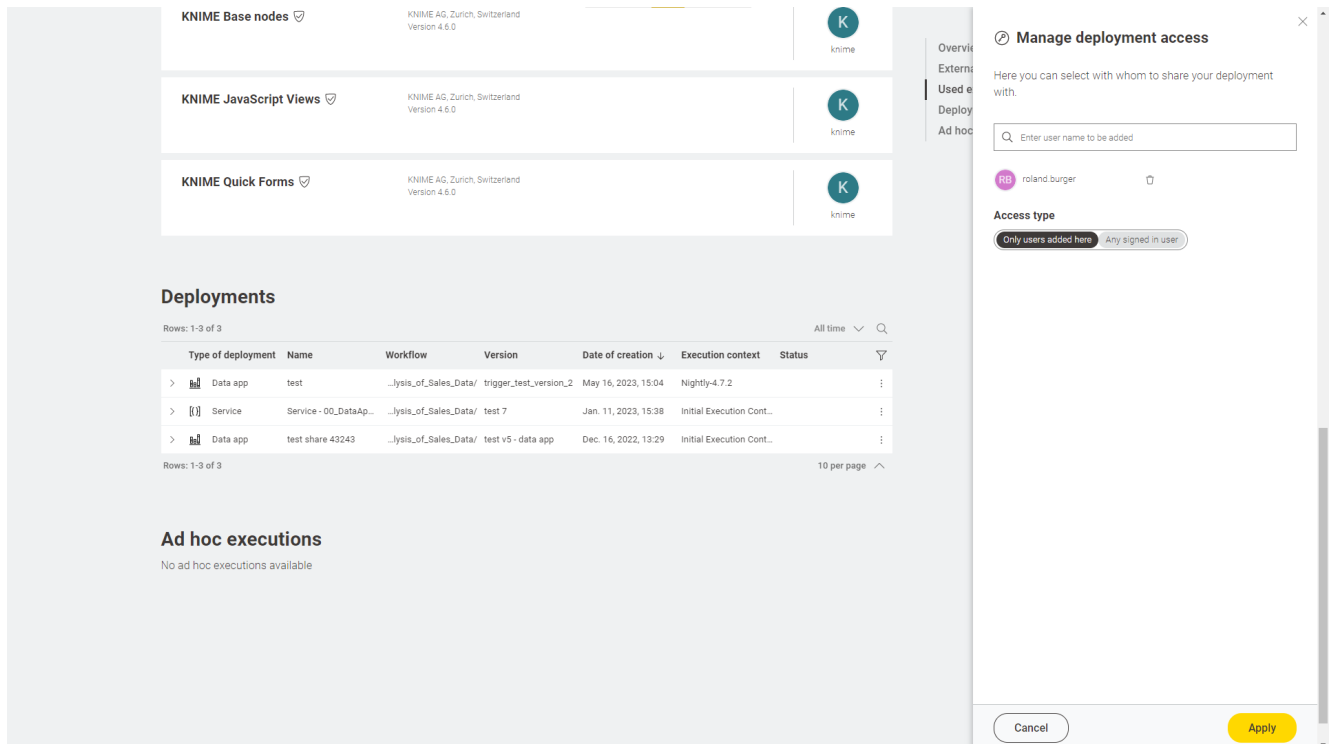 KNIME Base nodes
KNIME AG, Zurich, Switzerland
Version 4.6.0
K
knime
KNIME JavaScript Views
KNIME AG, Zurich, Switzerland
Version 4.6.0
K
knime
KNIME Quick Forms
KNIME AG, Zurich, Switzerland
Version 4.6.0
K
knime
Deployments
Rows: 1-3 of 3
All time
Type of deployment Name Workflow Version Date of creation ↓ Execution context Status
Data app test ...lysis_of_Sales_Data/ trigger_test_version_2 May 16, 2023, 15:04 Nightly-4.7.2
Service Service - 00_DataAp... ...lysis_of_Sales_Data/ test 7 Jan. 11, 2023, 15:38 Initial Execution Cont...
Data app test share 43243 ...lysis_of_Sales_Data/ test v5 - data app Dec. 16, 2022, 13:29 Initial Execution Cont...
Rows: 1-3 of 3
10 per page
Ad hoc executions
No ad hoc executions available
Overvie
Externa
Used e
Deploy
Ad hoc
Manage deployment access
Here you can select with whom to share your deployment
with.
Enter user name to be added
RB roland.burger
Access type
Only users added here Any signed in user
Cancel Apply